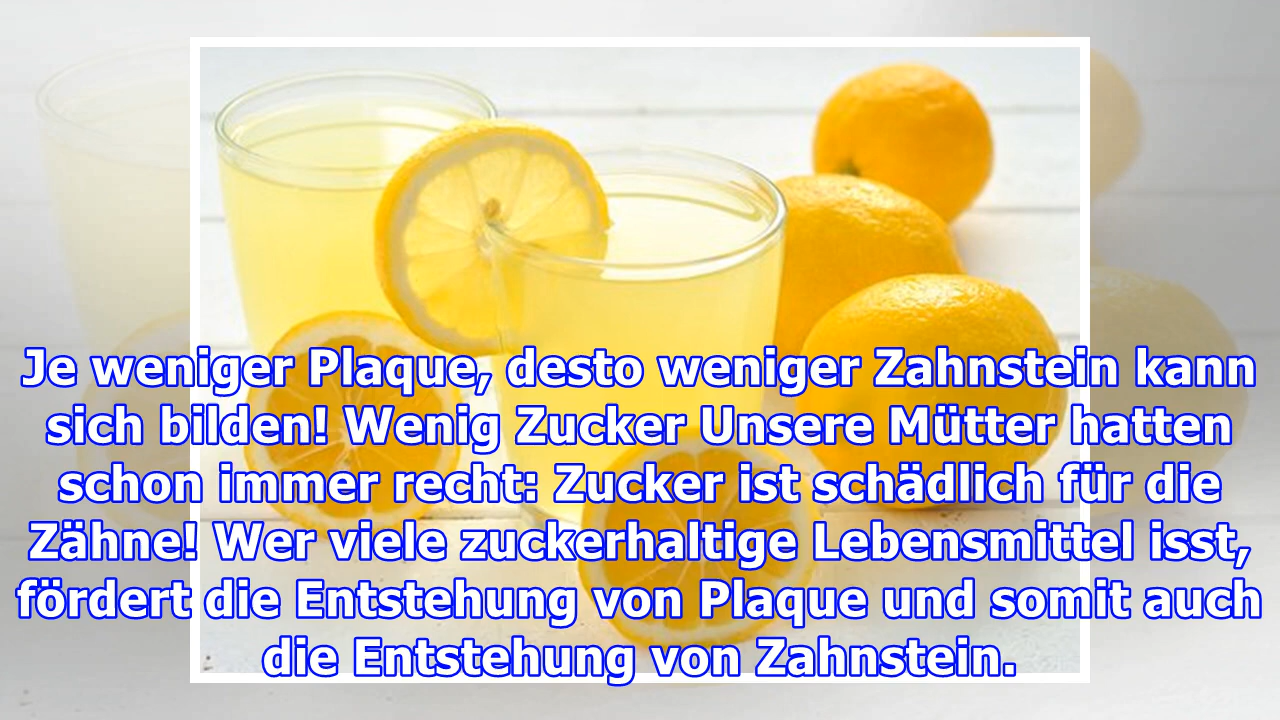 Je weniger Plaque, desto weniger Zahnstein kann
sich bilden! Wenig Zucker Unsere Mütter hatten
schon immer recht: Zucker ist schädlich für die
Zähne! Wer viele zuckerhaltige Lebensmittel isst,
fördert die Entstehung von Plaque und somit auch
die Entstehung von Zahnstein.